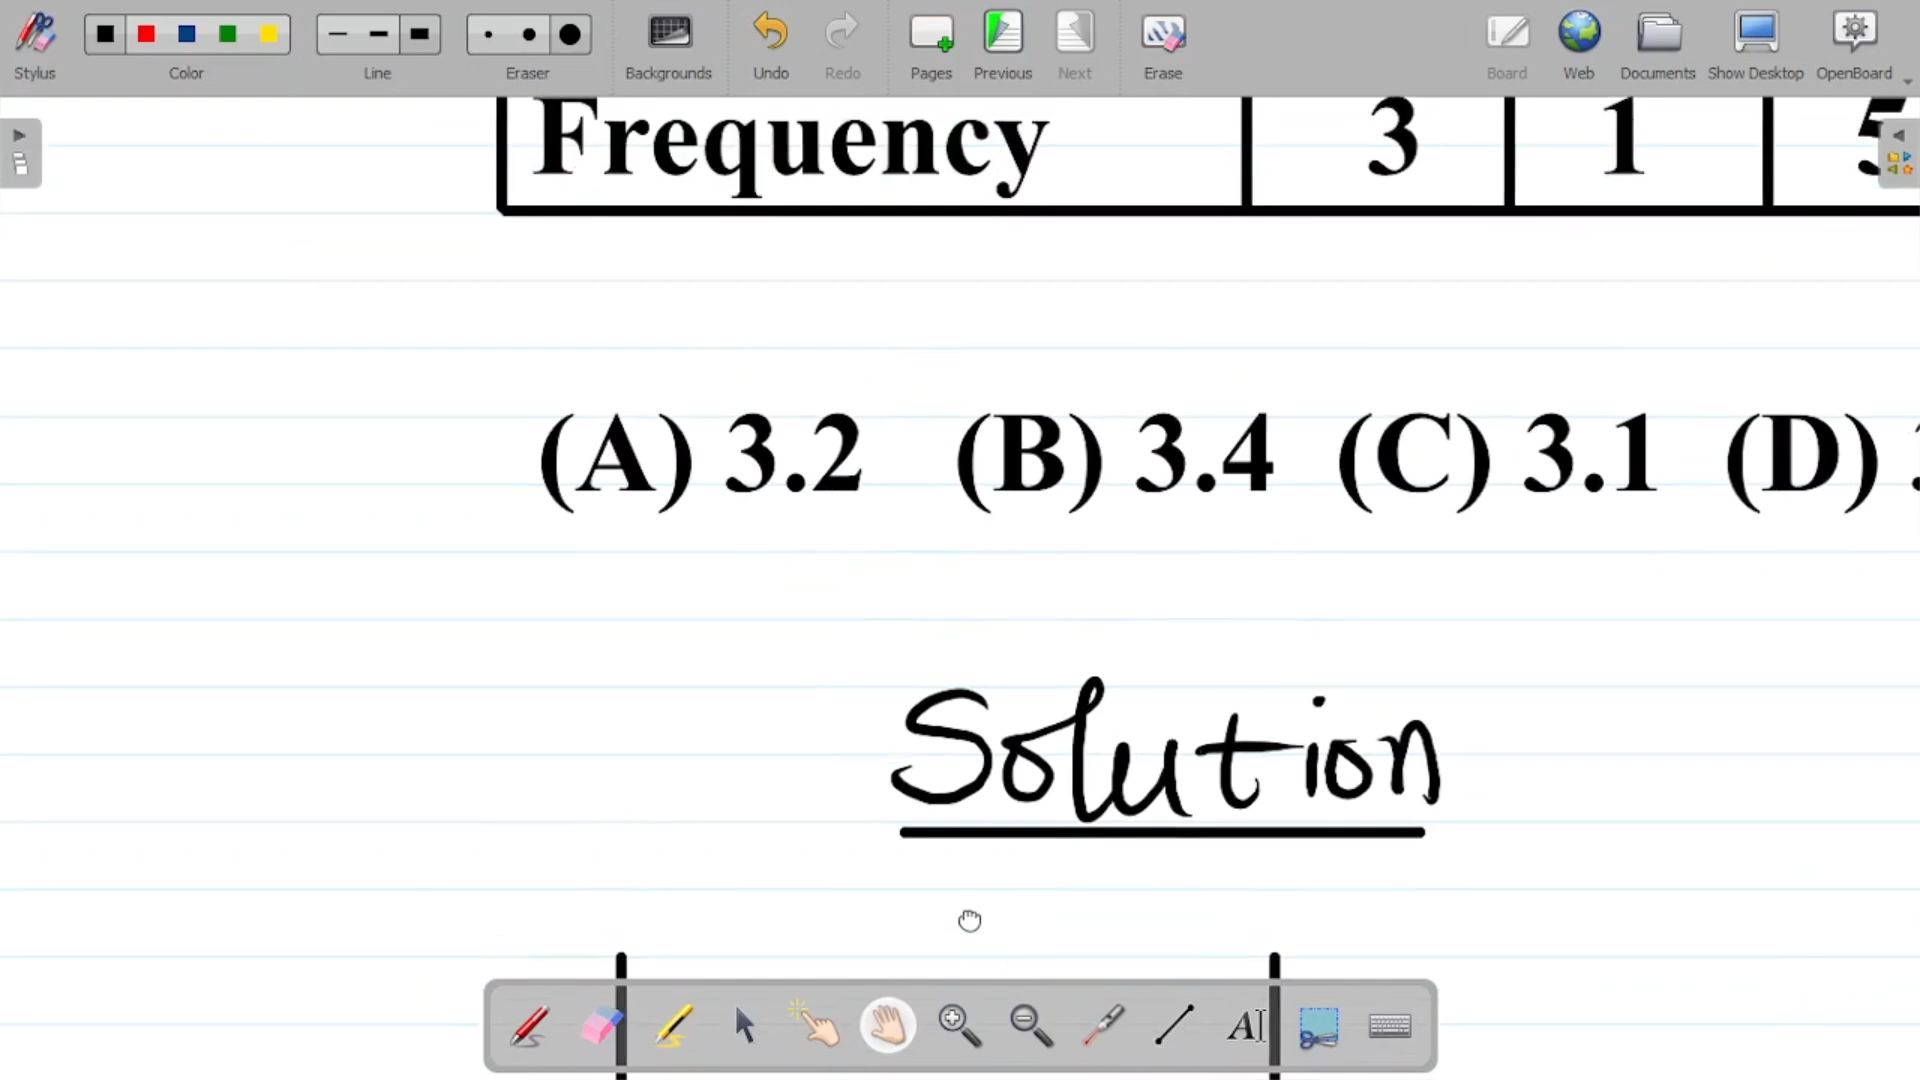 Stylus Color Line Eraser Backgrounds Undo Redo Pages Previous Next Erase Board Web Documents Show Desktop OpenBoard
Frequency 3 1 5
(A) 3.2 (B) 3.4 (C) 3.1 (D)
Solution